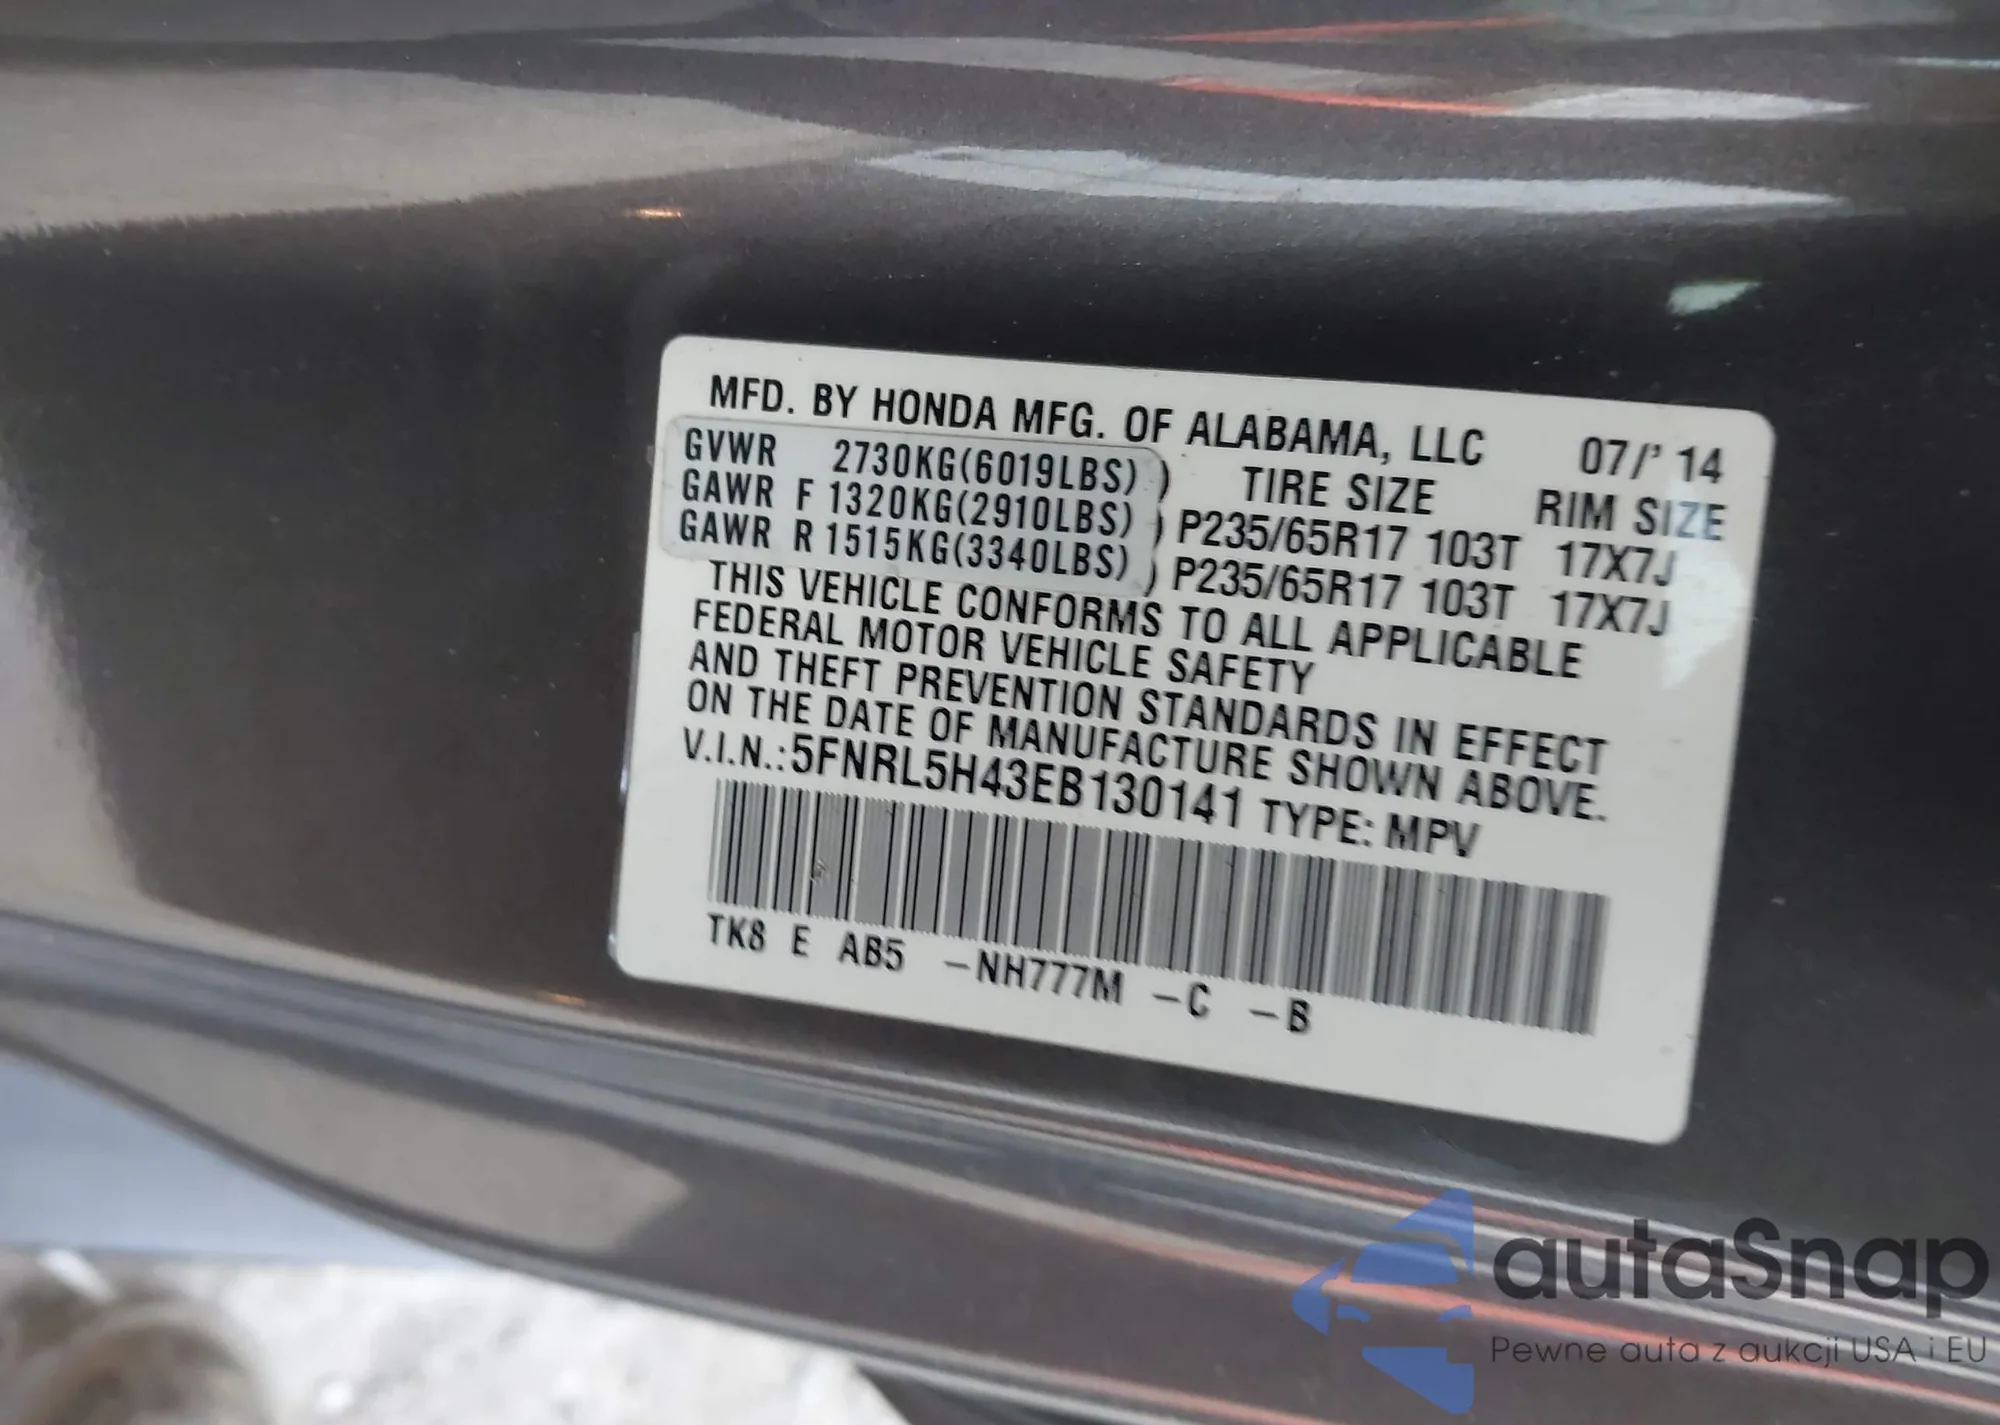 MFD. BY HONDA MFG. OF ALABAMA, LLC 07/' 14
GVWR 2730KG(6019LBS) ) TIRE SIZE RIM SIZE
GAWR F 1320KG(2910LBS) ) P235/65R17 103T 17X7J
GAWR R 1515KG(3340LBS) ) P235/65R17 103T 17X7J
THIS VEHICLE CONFORMS TO ALL APPLICABLE
FEDERAL MOTOR VEHICLE SAFETY
AND THEFT PREVENTION STANDARDS IN EFFECT
ON THE DATE OF MANUFACTURE SHOWN ABOVE.
V.I.N.: 5FNRL5H43EB130141 TYPE: MPV
TK8 E AB5 –NH777M –C –B
autaSnap
Pewne auta z aukcji USA i EU